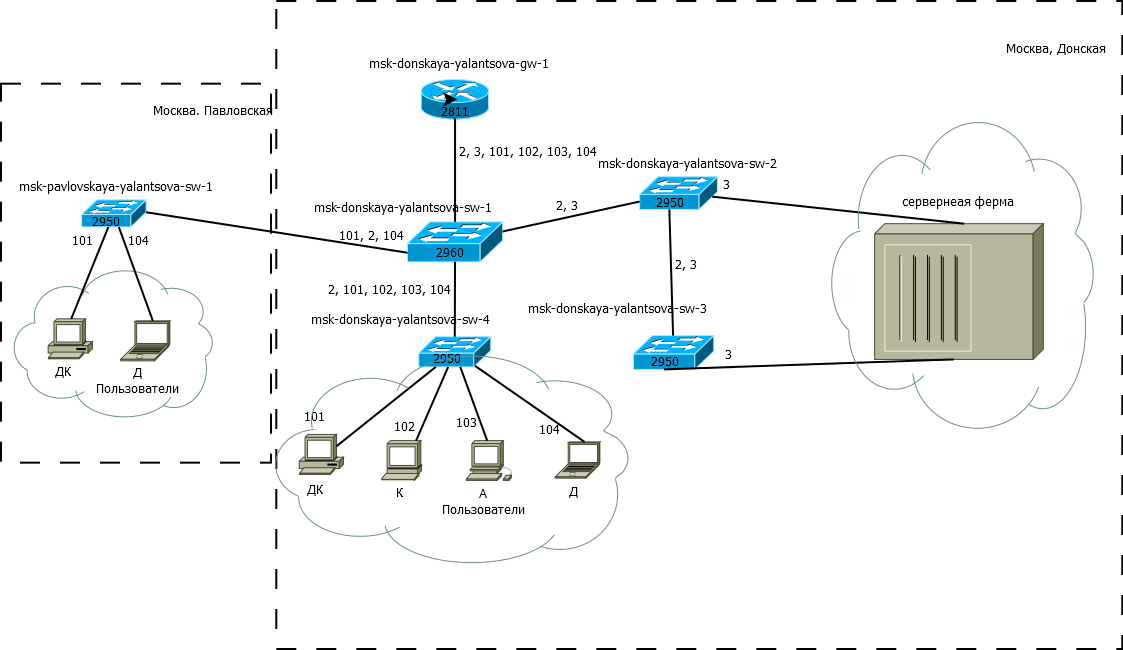 Москва, Донская
msk-donskaya-yalantsova-gw-1
2811
Москва. Павловская
2, 3, 101, 102, 103, 104
msk-donskaya-yalantsova-sw-2
3
2950
msk-pavlovskaya-yalantsova-sw-1
2950
101
104
msk-donskaya-yalantsova-sw-1
2, 3
сервернеая ферма
101, 2, 104
2960
2, 3
2, 101, 102, 103, 104
msk-donskaya-yalantsova-sw-3
msk-donskaya-yalantsova-sw-4
2950
2950
3
ДК
Д
Пользователи
101
102
103
104
ДК
К
А
Д
Пользователи